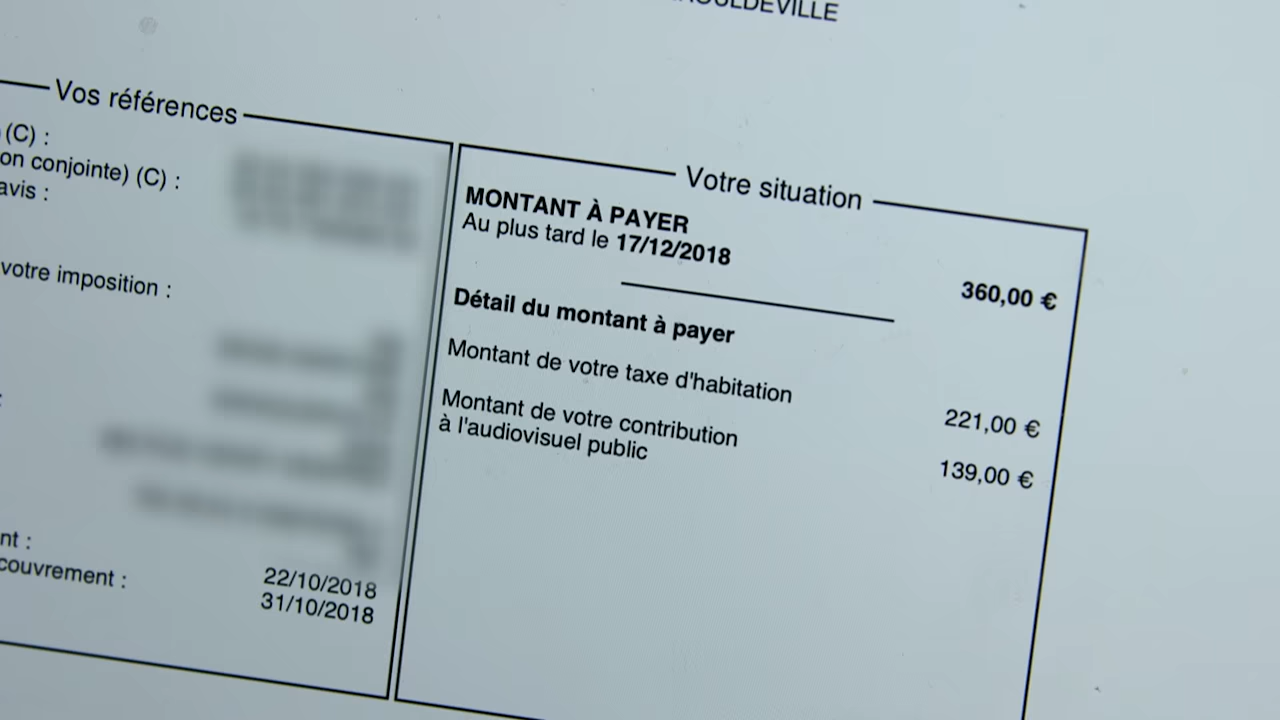 Vos références
(C) :
on conjointe) (C) :
avis :
votre imposition :
nt :
22/10/2018
couvrement :
31/10/2018
Votre situation
MONTANT À PAYER
Au plus tard le 17/12/2018
360,00 €
Détail du montant à payer
Montant de votre taxe d'habitation
221,00 €
Montant de votre contribution
à l'audiovisuel public
139,00 €